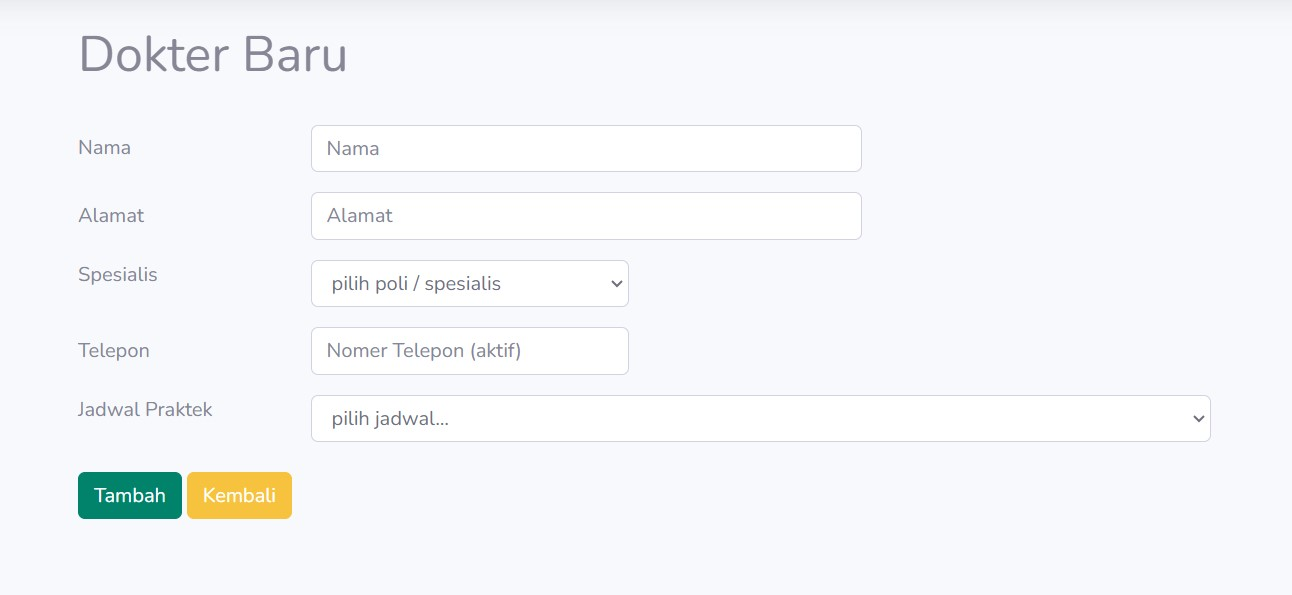 Dokter Baru
Nama
Nama
Alamat
Alamat
Spesialis
pilih poli / spesialis
Telepon
Nomer Telepon (aktif)
Jadwal Praktek
pilih jadwal...
Tambah Kembali